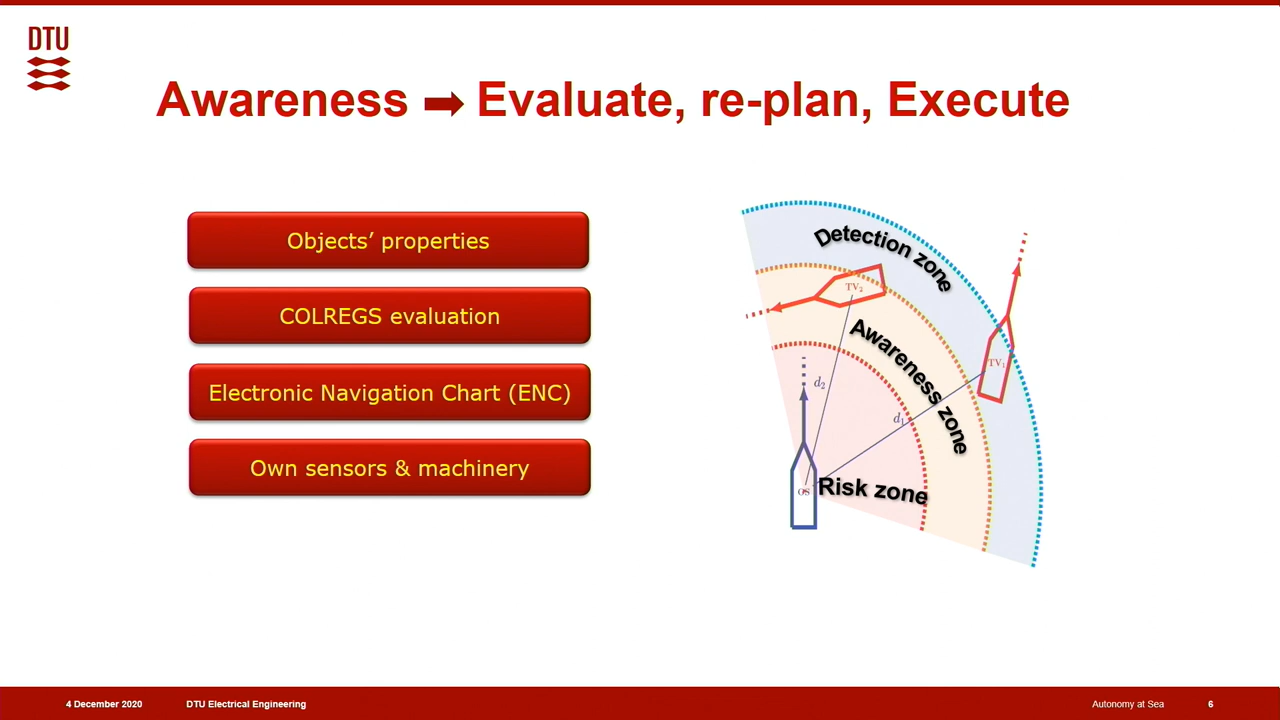 DTU
Awareness ➡ Evaluate, re-plan, Execute
Objects’ properties
COLREGS evaluation
Electronic Navigation Chart (ENC)
Own sensors & machinery
Detection zone
TV₂
Awareness zone
TV₁
d₂
d₁
OS
Risk zone
4 December 2020
DTU Electrical Engineering
Autonomy at Sea
6